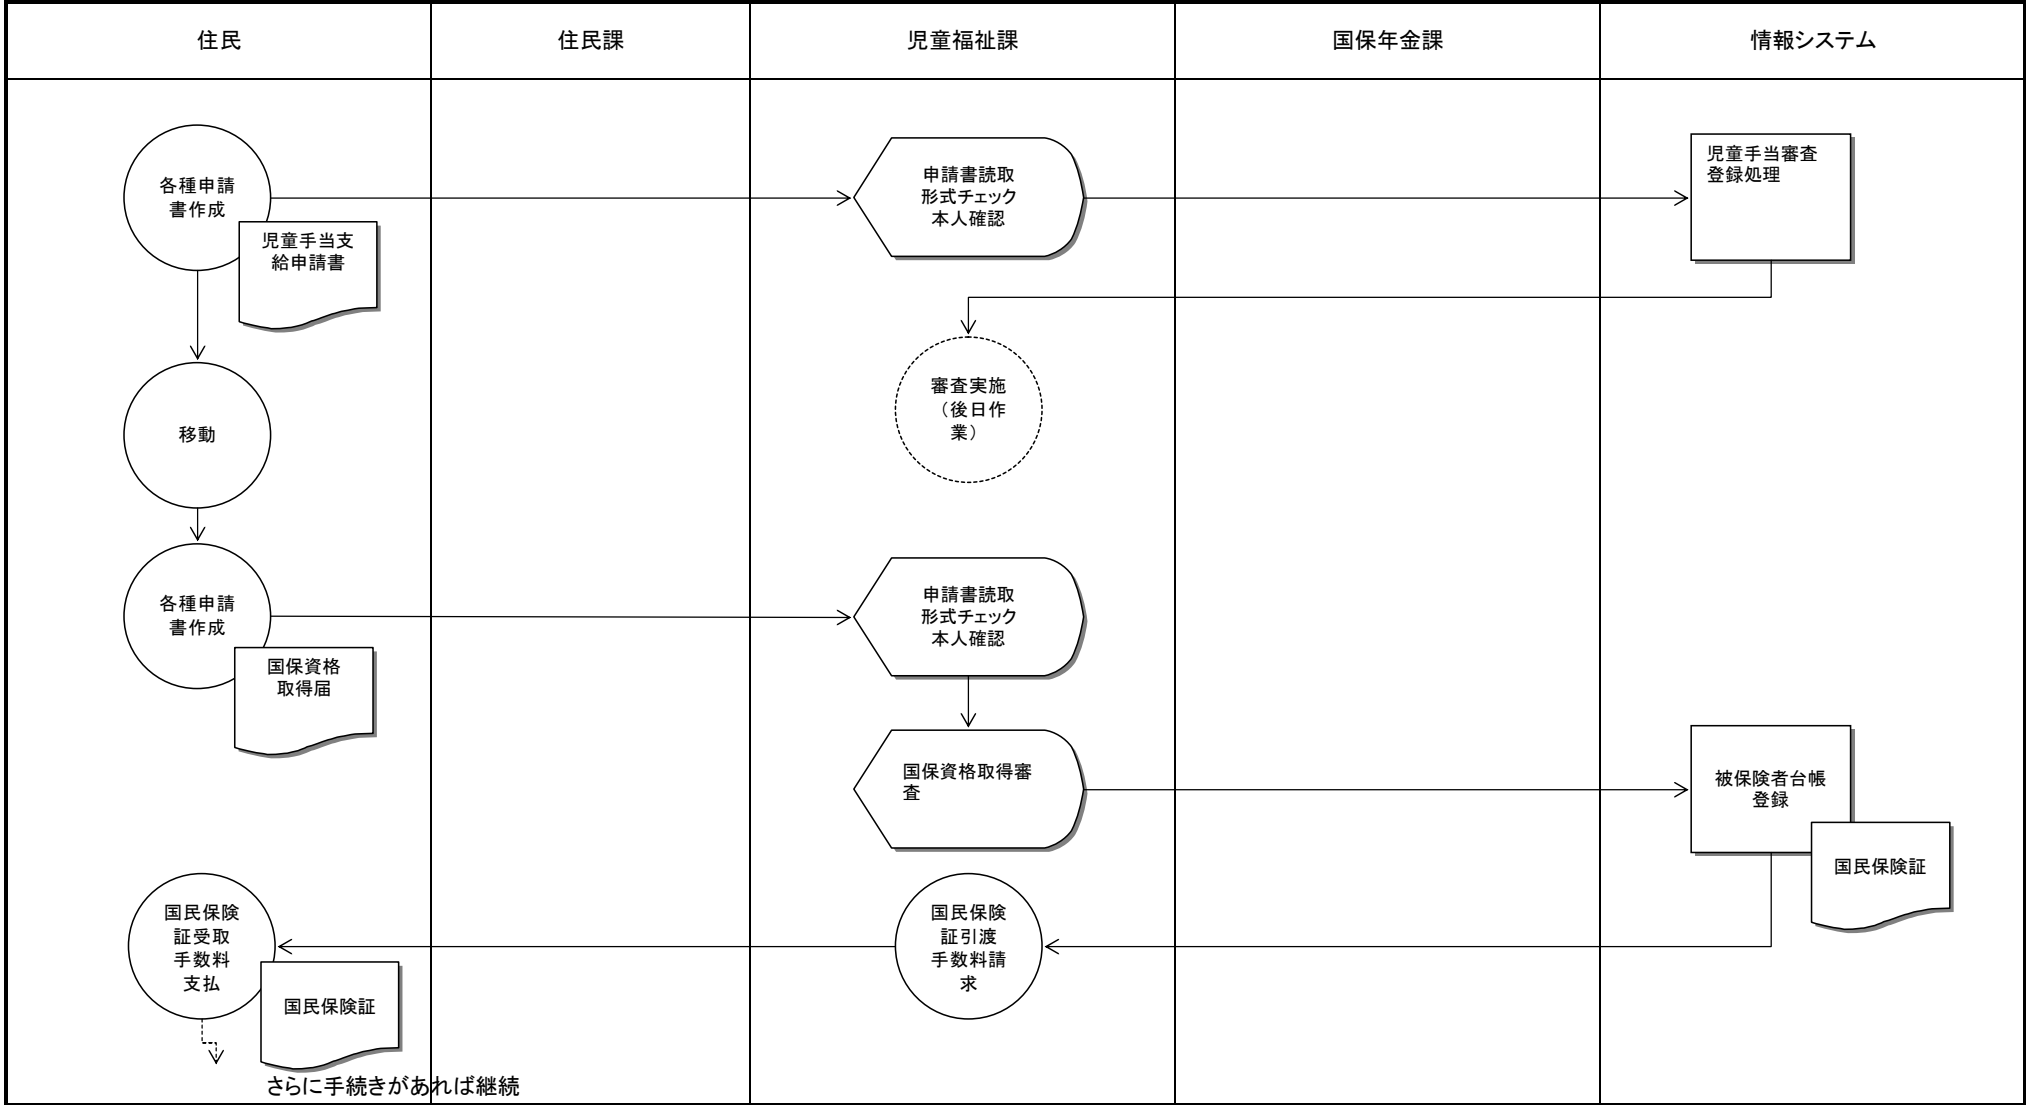 住民
住民課
児童福祉課
国保年金課
情報システム
各種申請
書作成
児童手当支
給申請書
申請書読取
形式チェック
本人確認
児童手当審査
登録処理
移動
審査実施
（後日作
業）
各種申請
書作成
国保資格
取得届
申請書読取
形式チェック
本人確認
国保資格取得審
査
被保険者台帳
登録
国民保険証
国民保険
証受取
手数料
支払
国民保険証
国民保険
証引渡
手数料請
求
さらに手続きがあれば継続